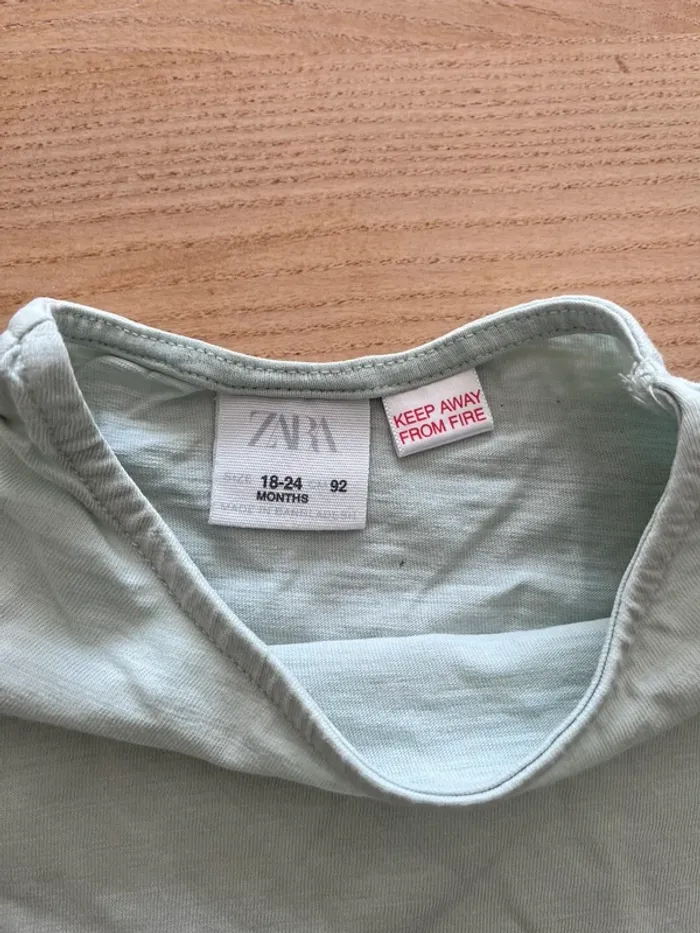 ZARA
SIZE 18-24 CM 92
MONTHS
MADE IN BANGLADESH
KEEP AWAY
FROM FIRE